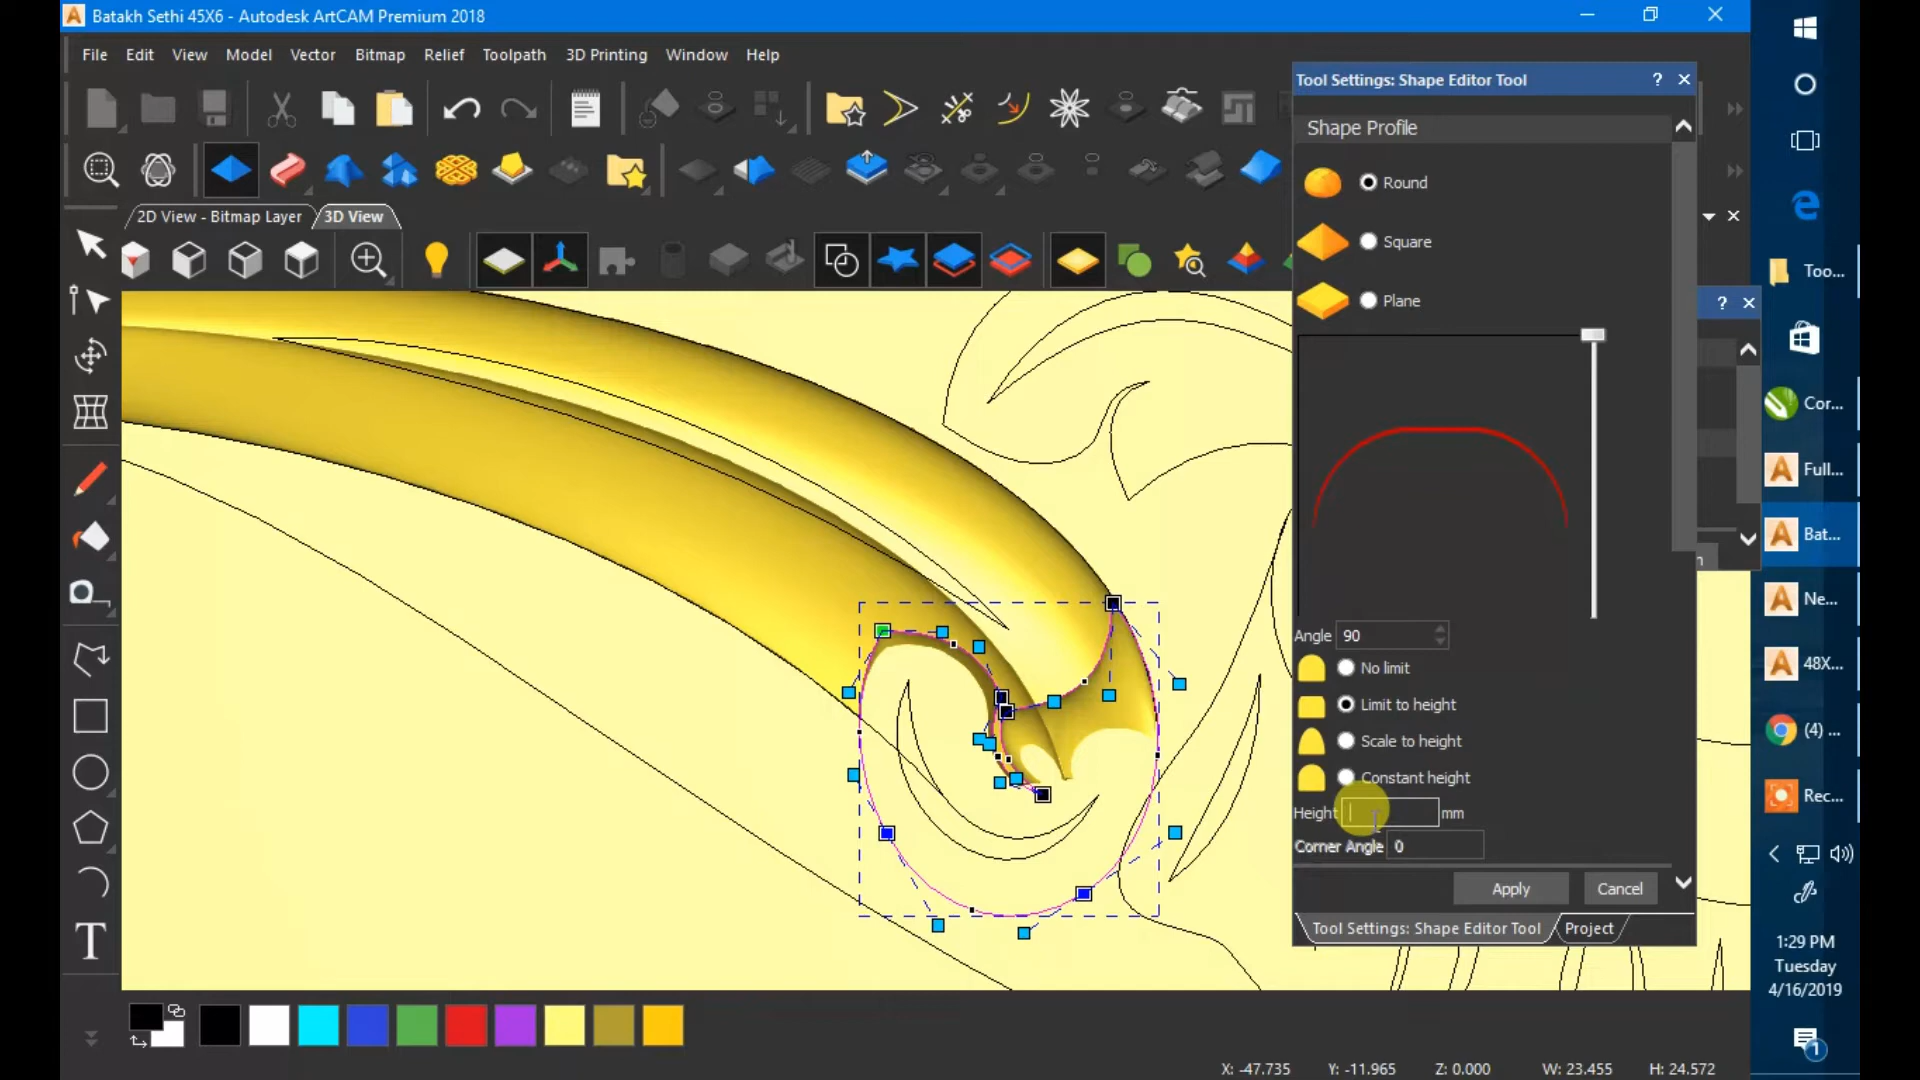 Batakh Sethi 45X6 - Autodesk ArtCAM Premium 2018
File Edit View Model Vector Bitmap Relief Toolpath 3D Printing Window Help
2D View - Bitmap Layer 3D View
Tool Settings: Shape Editor Tool ?
Shape Profile
Round
Square
Plane
Angle 90
No limit
Limit to height
Scale to height
Constant height
Height mm
Corner Angle 0
Apply Cancel
Tool Settings: Shape Editor Tool Project
X: -47.735 Y: -11.965 Z: 0.000 W: 23.455 H: 24.572
?
Too...
Cor...
Full...
Bat...
Ne...
48X...
(4) ...
Rec...
1:29 PM
Tuesday
4/16/2019
1